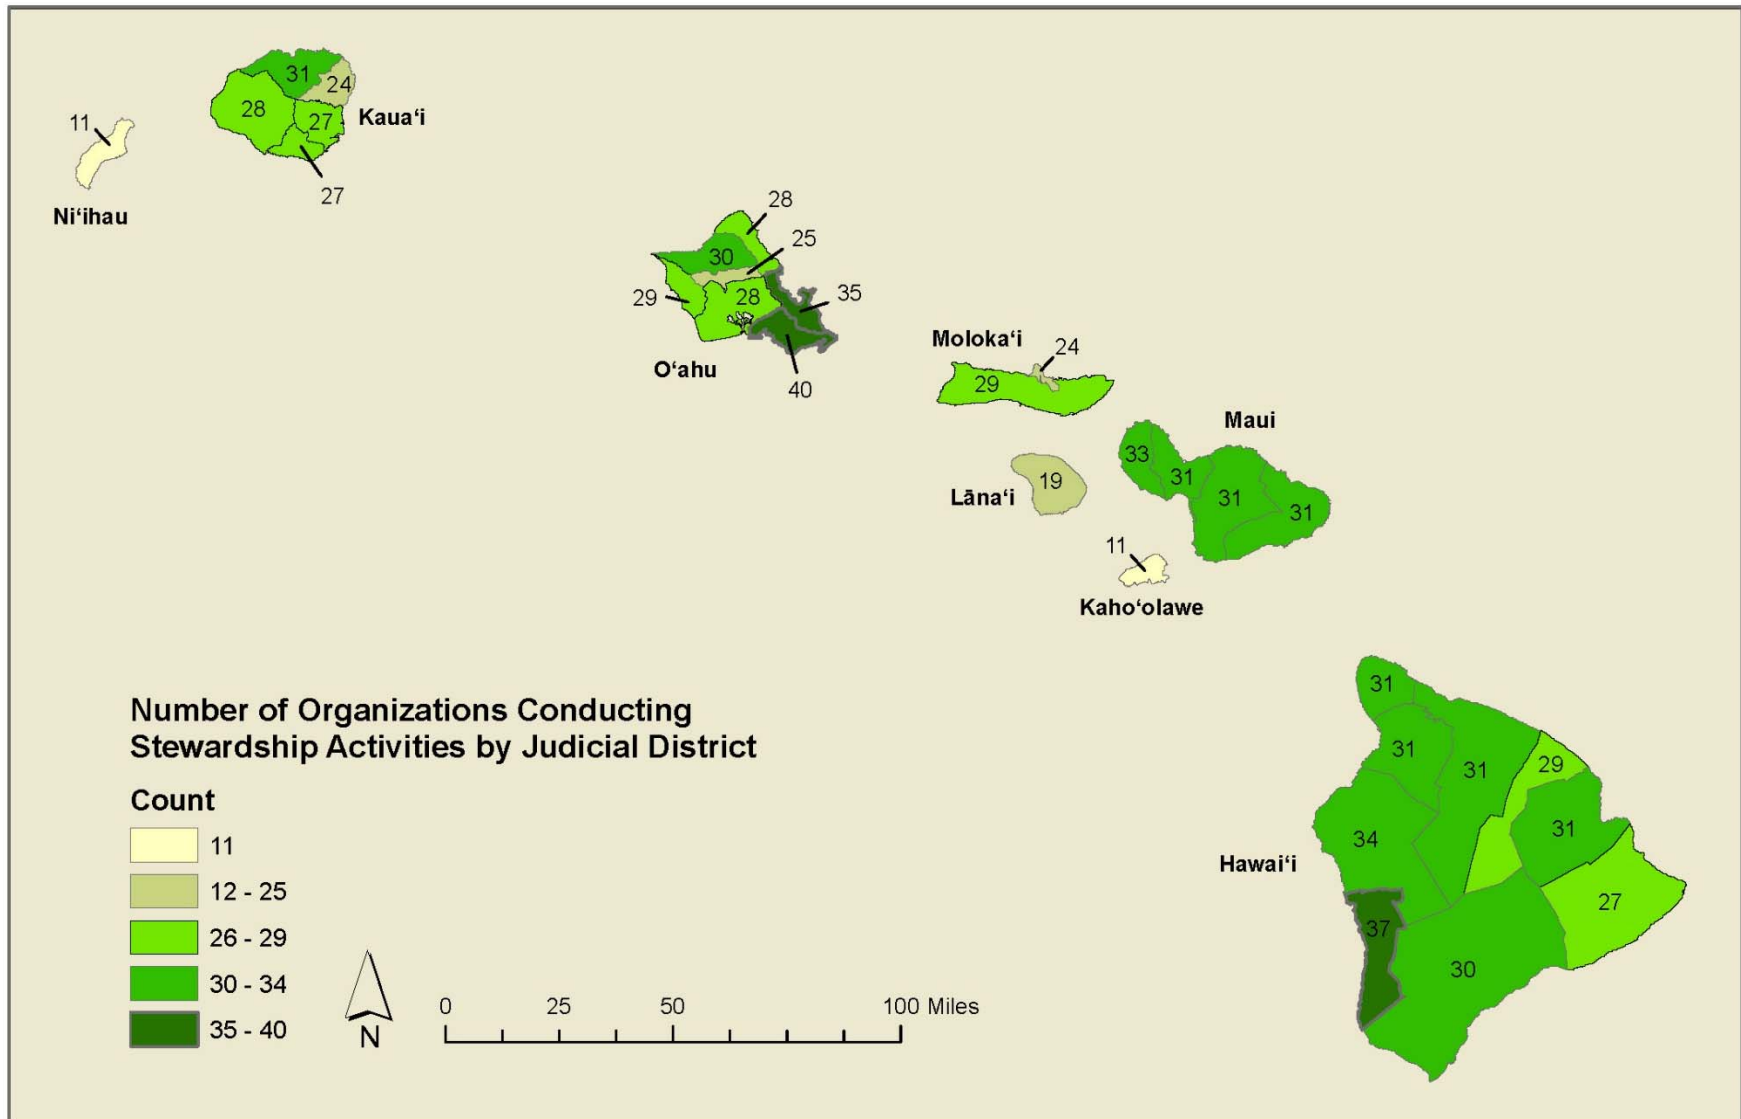 31
24
28
Kaua‘i
27
11
27
Ni‘ihau
28
25
30
35
29
28
O‘ahu
40
Moloka‘i
24
29
Maui
33
31
19
31
Lāna‘i
31
11
Kaho‘olawe
Number of Organizations Conducting
Stewardship Activities by Judicial District
Count
11
12 - 25
26 - 29
30 - 34
35 - 40
N
0 25 50 100 Miles
31
31
31
29
31
34
Hawai‘i
27
37
30